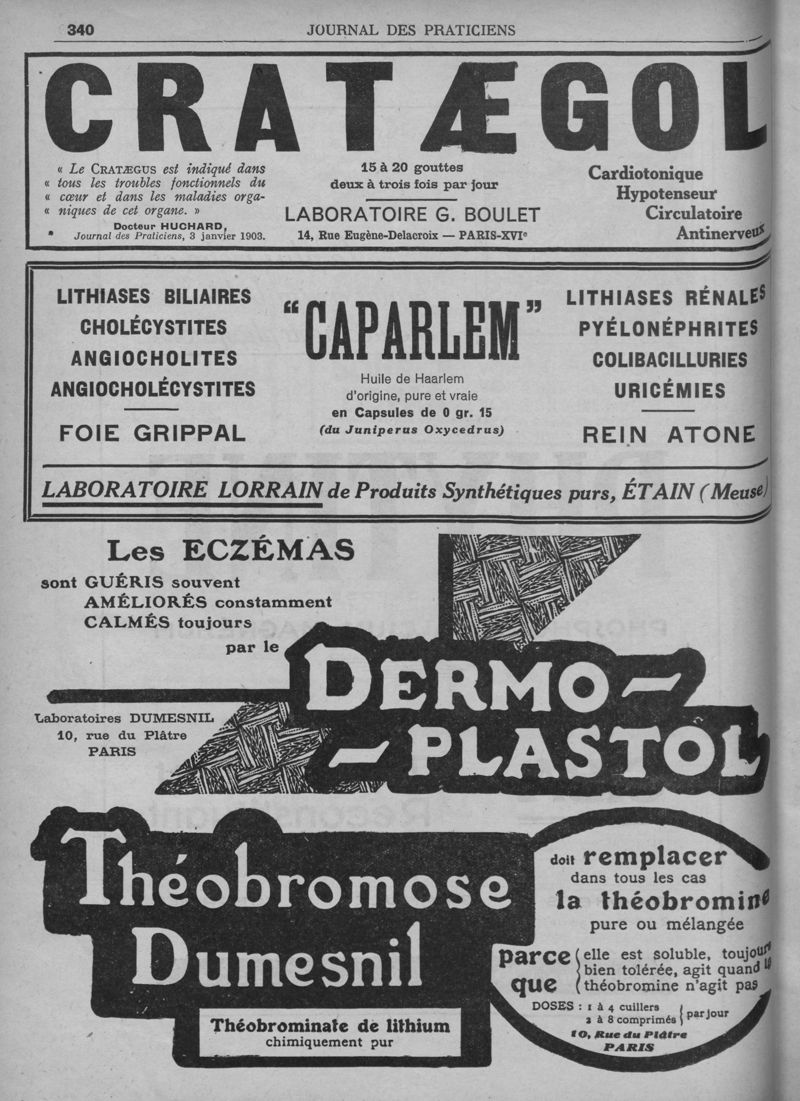 340
JOURNAL DES PRATICIENS
CRATÆGOL
« Le CRATÆGUS est indiqué dans
« tous les troubles fonctionnels du
« cœur et dans les maladies orga-
« niques de cet organe. »
Docteur HUCHARD,
Journal des Praticiens, 3 janvier 1903.
15 à 20 gouttes
deux à trois fois par jour
LABORATOIRE G. BOULET
14, Rue Eugène-Delacroix — PARIS-XVIe
Cardiotonique
Hypotenseur
Circulatoire
Antinerveux
LITHIASES BILIAIRES
CHOLÉCYSTITES
ANGIOCHOLITES
ANGIOCHOLÉCYSTITES
FOIE GRIPPAL
"CAPARLEM"
Huile de Haarlem
d'origine, pure et vraie
en Capsules de 0 gr. 15
(du Juniperus Oxycedrus)
LITHIASES RÉNALES
PYÉLONÉPHRITES
COLIBACILLURIES
URICÉMIES
REIN ATONE
LABORATOIRE LORRAIN de Produits Synthétiques purs, ÉTAIN (Meuse)
Les ECZÉMAS
sont GUÉRIS souvent
AMÉLIORÉS constamment
CALMÉS toujours
par le
DERMO-
-PLASTOL
Laboratoires DUMESNIL
10, rue du Plâtre
PARIS
Théobromose
Dumesnil
Théobrominate de lithium
chimiquement pur
doit remplacer
dans tous les cas
la théobromine
pure ou mélangée
parce que elle est soluble, toujours
bien tolérée, agit quand la
théobromine n'agit pas
DOSES : 1 à 4 cuillers
2 à 8 comprimés } par jour
10, Rue du Plâtre
PARIS